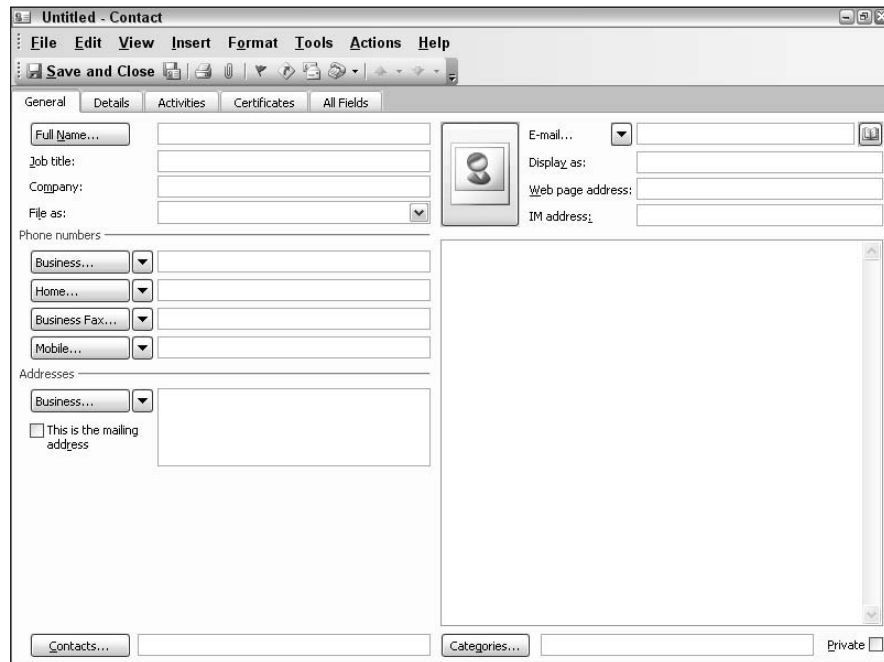 Untitled - Contact
File Edit View Insert Format Tools Actions Help
Save and Close
General Details Activities Certificates All Fields
Full Name...
Job title:
Company:
File as:
Phone numbers
Business...
Home...
Business Fax...
Mobile...
Addresses
Business...
This is the mailing
address
E-mail...
Display as:
Web page address:
IM address:
Contacts...
Categories...
Private